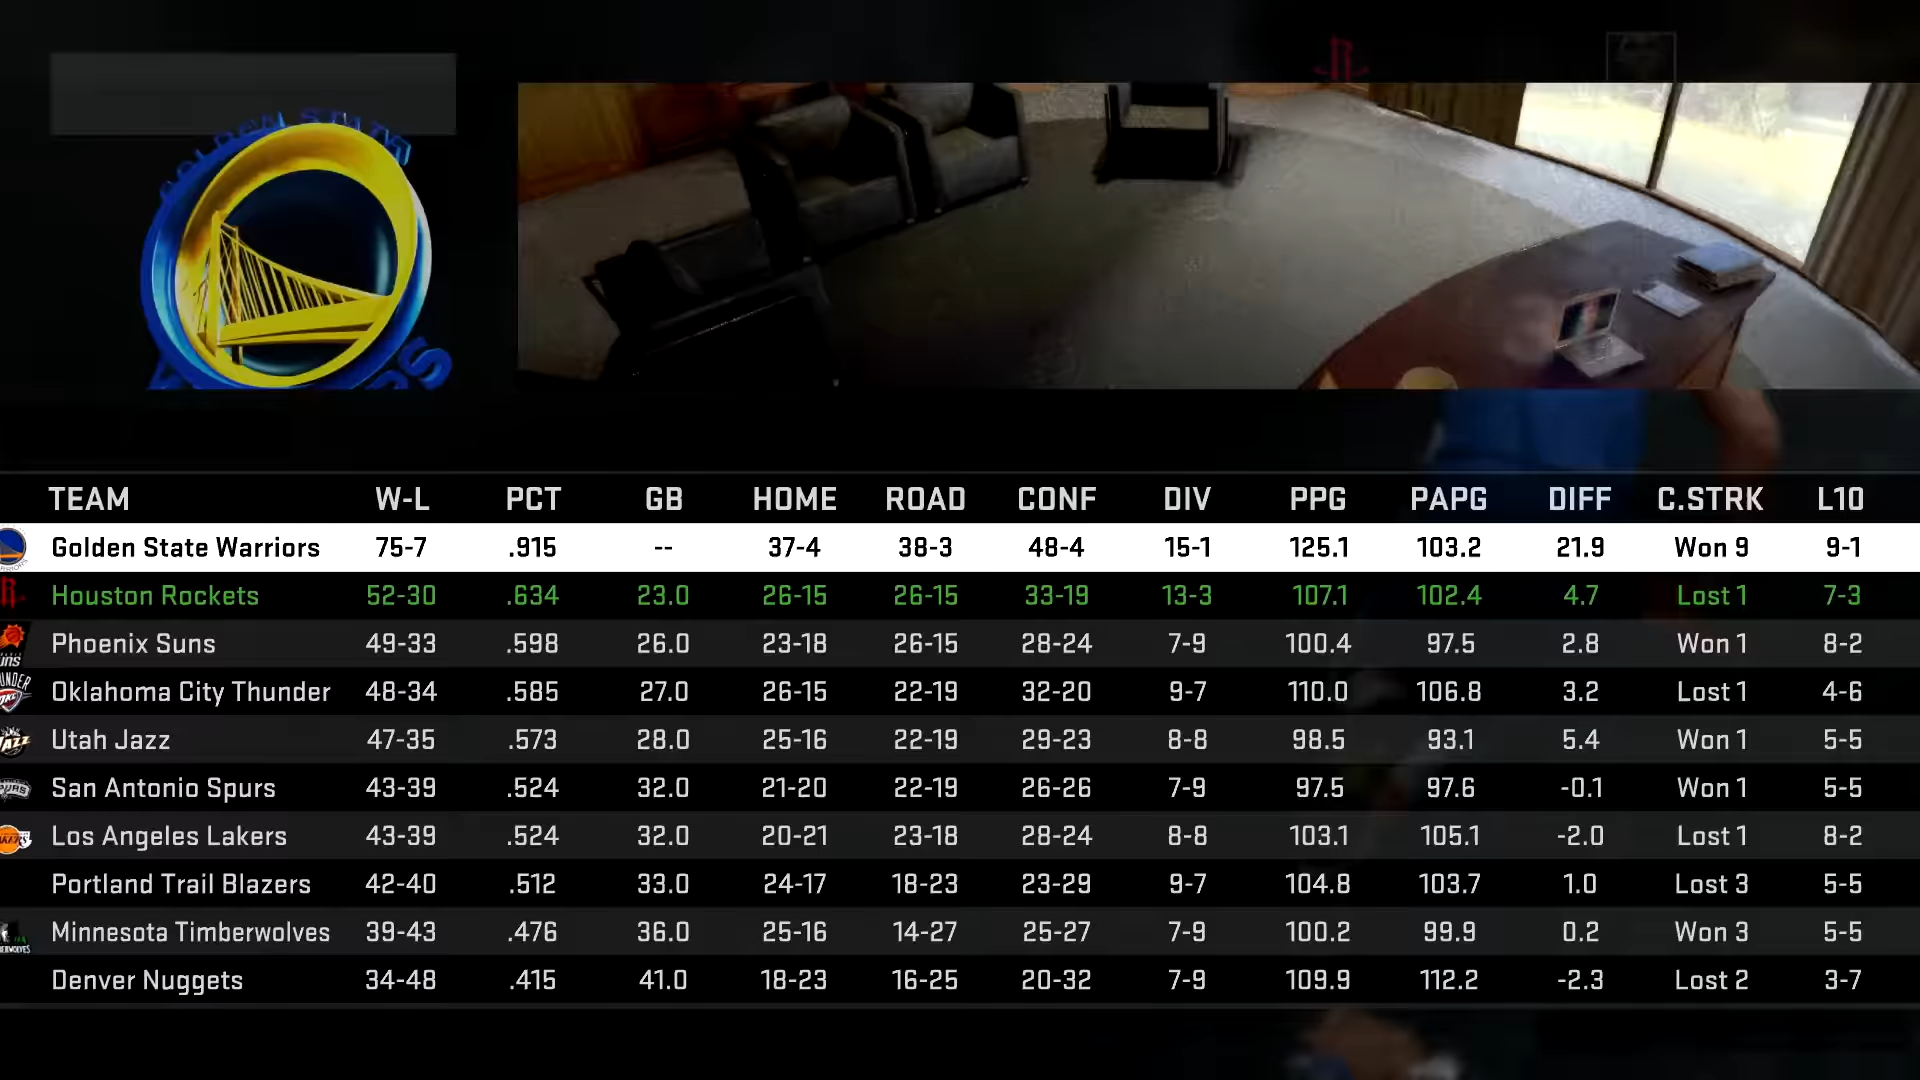 GOLDEN STATE
TEAM W-L PCT GB HOME ROAD CONF DIV PPG PAPG DIFF C.STRK L10
Golden State Warriors 75-7 .915 -- 37-4 38-3 48-4 15-1 125.1 103.2 21.9 Won 9 9-1
Houston Rockets 52-30 .634 23.0 26-15 26-15 33-19 13-3 107.1 102.4 4.7 Lost 1 7-3
Phoenix Suns 49-33 .598 26.0 23-18 26-15 28-24 7-9 100.4 97.5 2.8 Won 1 8-2
Oklahoma City Thunder 48-34 .585 27.0 26-15 22-19 32-20 9-7 110.0 106.8 3.2 Lost 1 4-6
Utah Jazz 47-35 .573 28.0 25-16 22-19 29-23 8-8 98.5 93.1 5.4 Won 1 5-5
San Antonio Spurs 43-39 .524 32.0 21-20 22-19 26-26 7-9 97.5 97.6 -0.1 Won 1 5-5
Los Angeles Lakers 43-39 .524 32.0 20-21 23-18 28-24 8-8 103.1 105.1 -2.0 Lost 1 8-2
Portland Trail Blazers 42-40 .512 33.0 24-17 18-23 23-29 9-7 104.8 103.7 1.0 Lost 3 5-5
Minnesota Timberwolves 39-43 .476 36.0 25-16 14-27 25-27 7-9 100.2 99.9 0.2 Won 3 5-5
Denver Nuggets 34-48 .415 41.0 18-23 16-25 20-32 7-9 109.9 112.2 -2.3 Lost 2 3-7